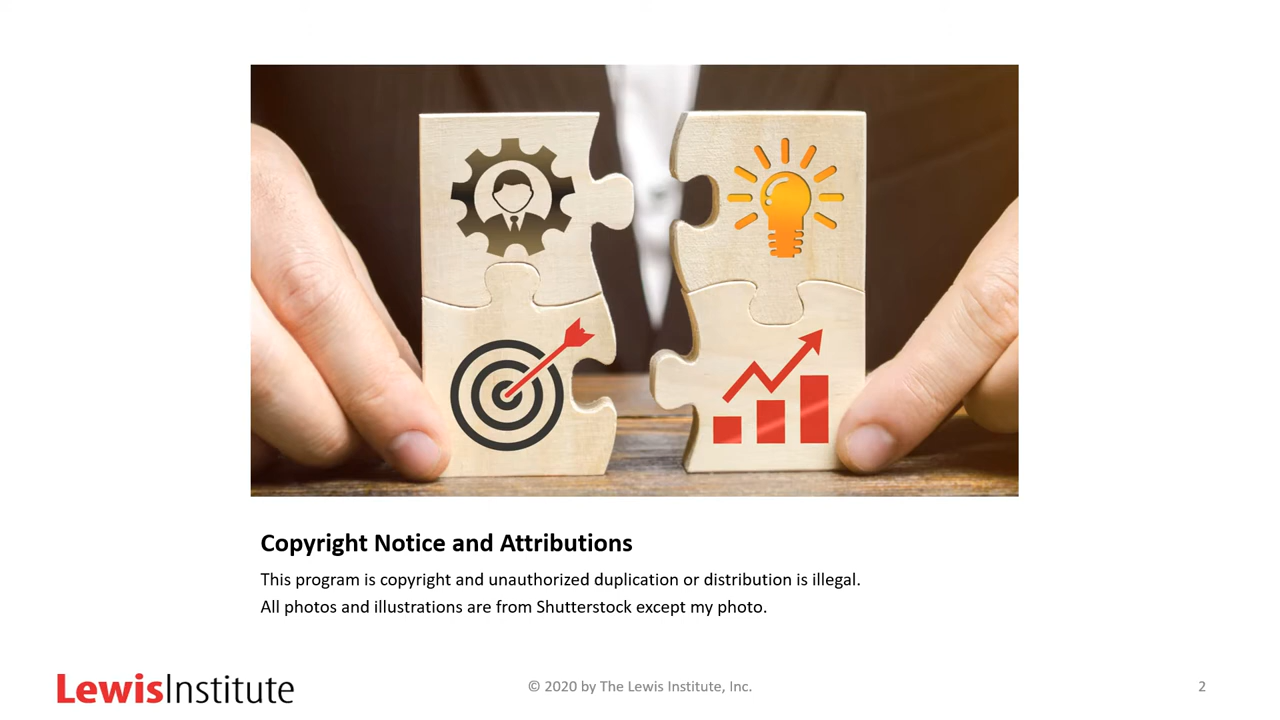 Copyright Notice and Attributions
This program is copyright and unauthorized duplication or distribution is illegal.
All photos and illustrations are from Shutterstock except my photo.
LewisInstitute
© 2020 by The Lewis Institute, Inc.
2